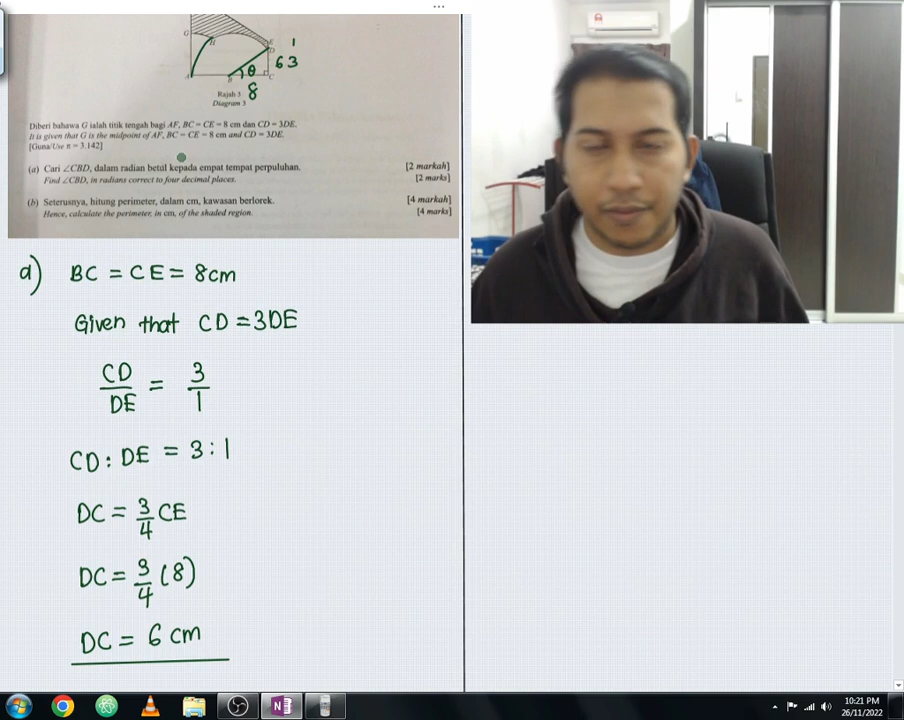 G
H
E 1
D
6 3
θ
A B C
Rajah 3 8
Diagram 3
Diberi bahawa G ialah titik tengah bagi AF, BC = CE = 8 cm dan CD = 3DE.
It is given that G is the midpoint of AF, BC = CE = 8 cm and CD = 3DE.
[Guna/Use π = 3.142]
(a) Cari ∠CBD, dalam radian betul kepada empat tempat perpuluhan. [2 markah]
Find ∠CBD, in radians correct to four decimal places. [2 marks]
(b) Seterusnya, hitung perimeter, dalam cm, kawasan berlorek. [4 markah]
Hence, calculate the perimeter, in cm, of the shaded region. [4 marks]
a) BC = CE = 8cm
Given that CD = 3DE
CD/DE = 3/1
CD : DE = 3 : 1
DC = 3/4 CE
DC = 3/4 (8)
DC = 6 cm
10:21 PM
26/11/2022